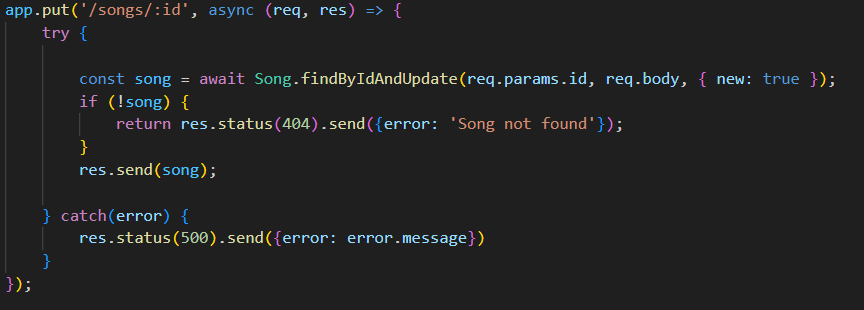 app.put('/songs/:id', async (req, res) => {
    try {

        const song = await Song.findByIdAndUpdate(req.params.id, req.body, { new: true });
        if (!song) {
            return res.status(404).send({error: 'Song not found'});
        }
        res.send(song);

    } catch(error) {
        res.status(500).send({error: error.message})
    }
});